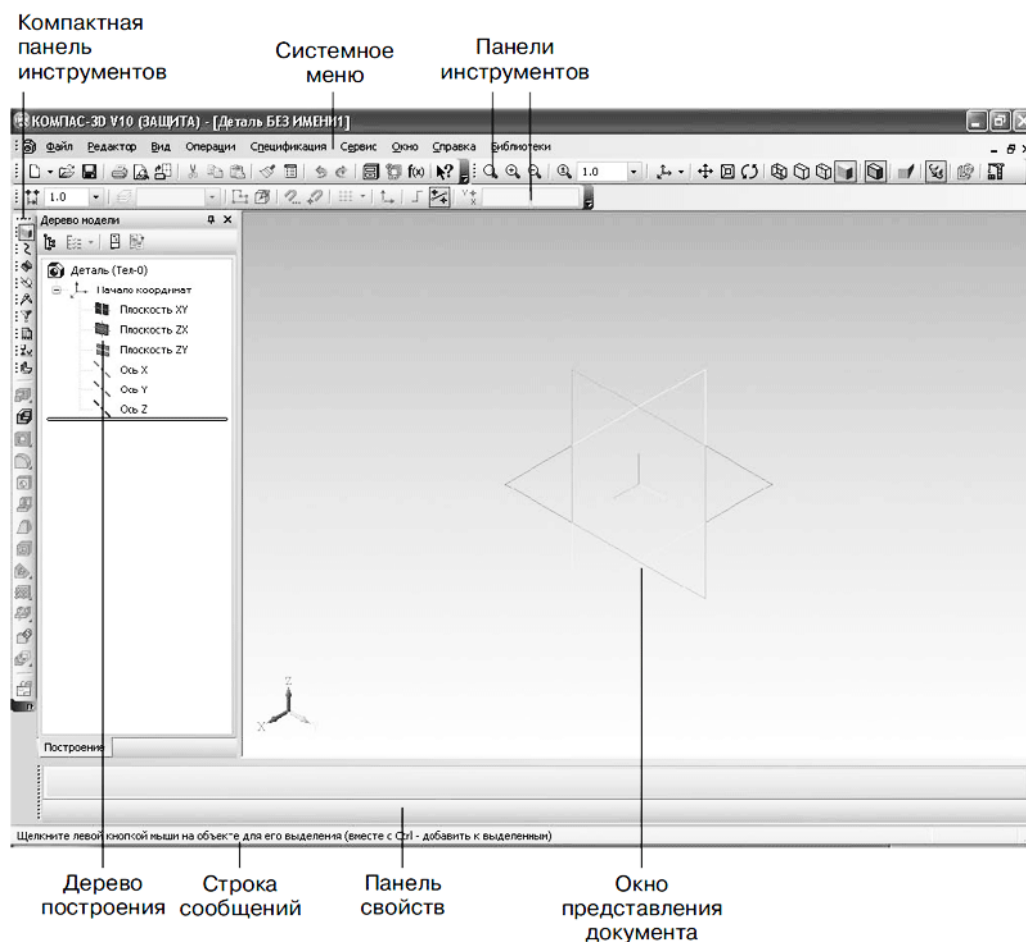 Компактная
панель
инструментов
Системное
меню
Панели
инструментов
КОМПАС-3D V10 (ЗАЩИТА) - [Деталь БЕЗ ИМЕНИ1]
Файл Редактор Вид Операции Спецификация Сервис Окно Справка Библиотеки
f(x) 1.0
1.0
Дерево модели
Деталь (Тел-0)
Начало координат
Плоскость XY
Плоскость ZX
Плоскость ZY
Ось X
Ось Y
Ось Z
Z
X
Построение
Щелкните левой кнопкой мыши на объекте для его выделения (вместе с Ctrl - добавить к выделенным)
Дерево
построения
Строка
сообщений
Панель
свойств
Окно
представления
документа